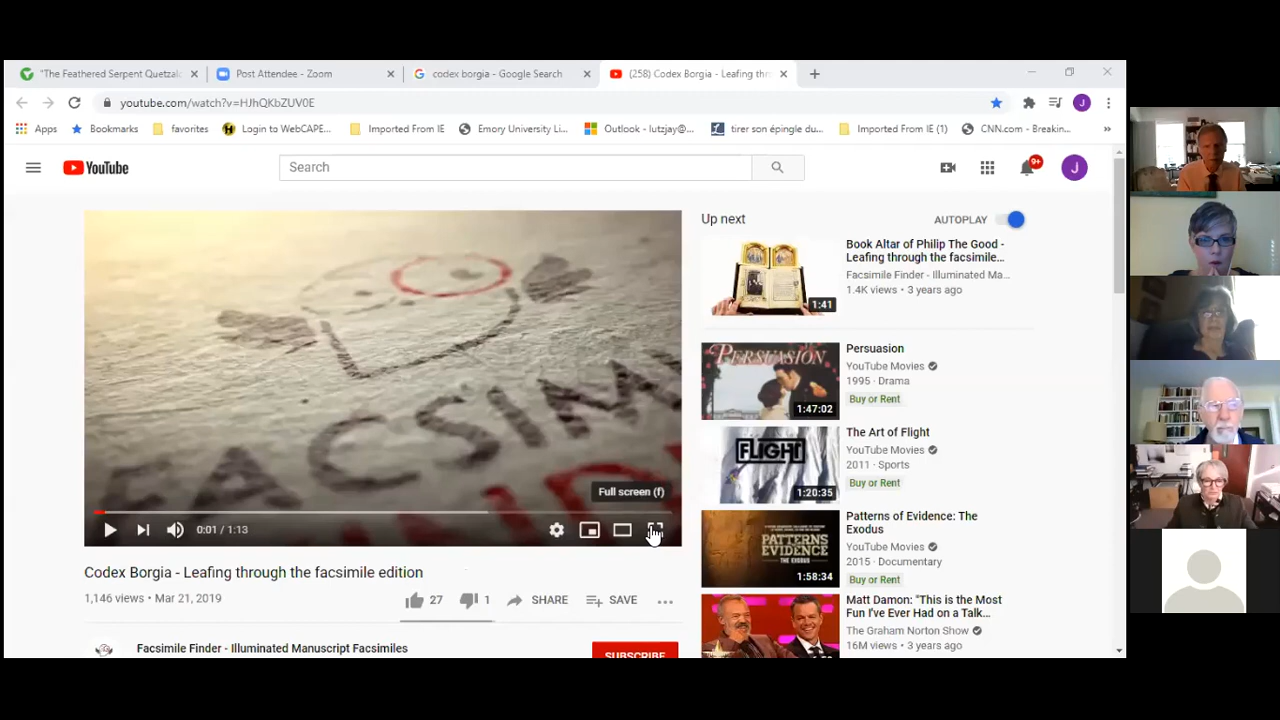 "The Feathered Serpent Quetzalc
Post Attendee - Zoom
codex borgia - Google Search
(258) Codex Borgia - Leafing thr
youtube.com/watch?v=HJhQKbZUV0E
J
Apps
Bookmarks
favorites
Login to WebCAPE...
Imported From IE
Emory University Li...
Outlook - lutzjay@...
tirer son épingle du...
Imported From IE (1)
CNN.com - Breakin...
»
YouTube
Search
9+
J
FACSIM
Full screen (f)
0:01 / 1:13
Codex Borgia - Leafing through the facsimile edition
1,146 views • Mar 21, 2019
27
1
SHARE
SAVE
Facsimile Finder - Illuminated Manuscript Facsimiles
SUBSCRIBE
Up next
AUTOPLAY
1:41
Book Altar of Philip The Good -
Leafing through the facsimile...
Facsimile Finder - Illuminated Ma...
1.4K views • 3 years ago
PERSUASION
1:47:02
Persuasion
YouTube Movies
1995 · Drama
Buy or Rent
FLIGHT
1:20:35
The Art of Flight
YouTube Movies
2011 · Sports
Buy or Rent
PATTERNS
EVIDENCE
1:58:34
Patterns of Evidence: The
Exodus
YouTube Movies
2015 · Documentary
Buy or Rent
Matt Damon: "This is the Most
Fun I've Ever Had on a Talk...
The Graham Norton Show
16M views • 3 years ago